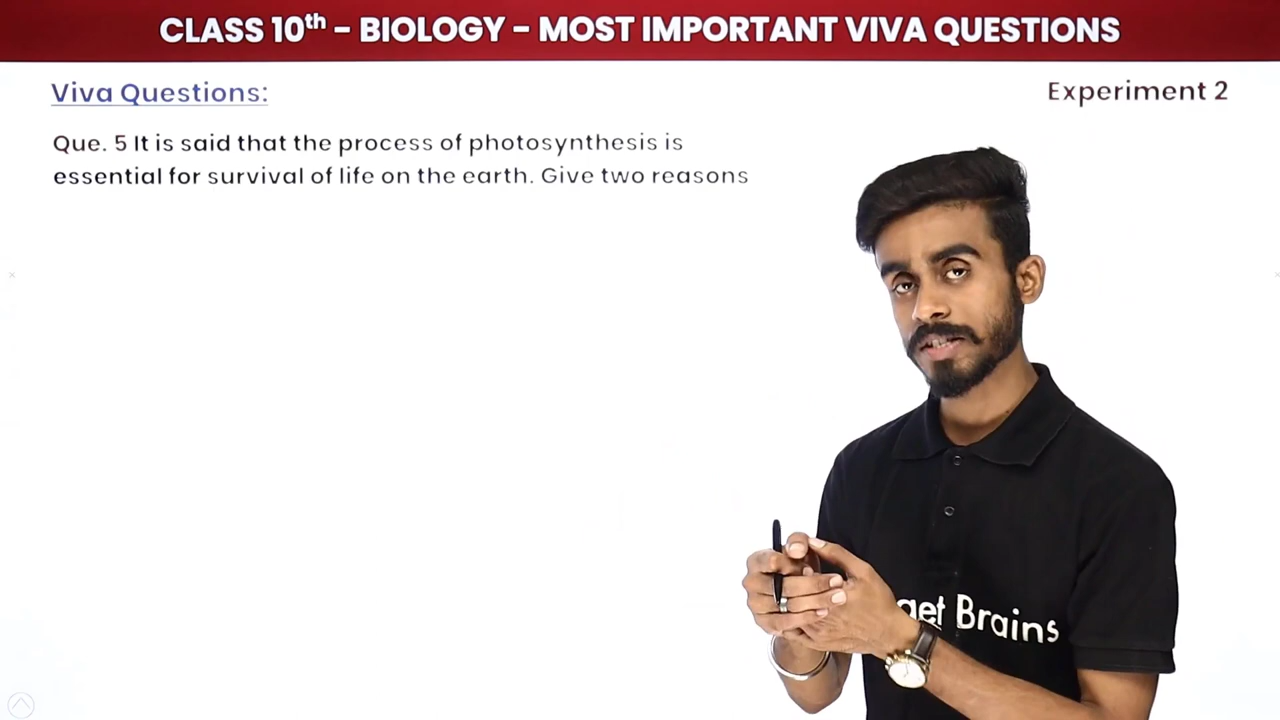 CLASS 10th - BIOLOGY - MOST IMPORTANT VIVA QUESTIONS
Viva Questions:
Experiment 2
Que. 5 It is said that the process of photosynthesis is
essential for survival of life on the earth. Give two reasons
Brains